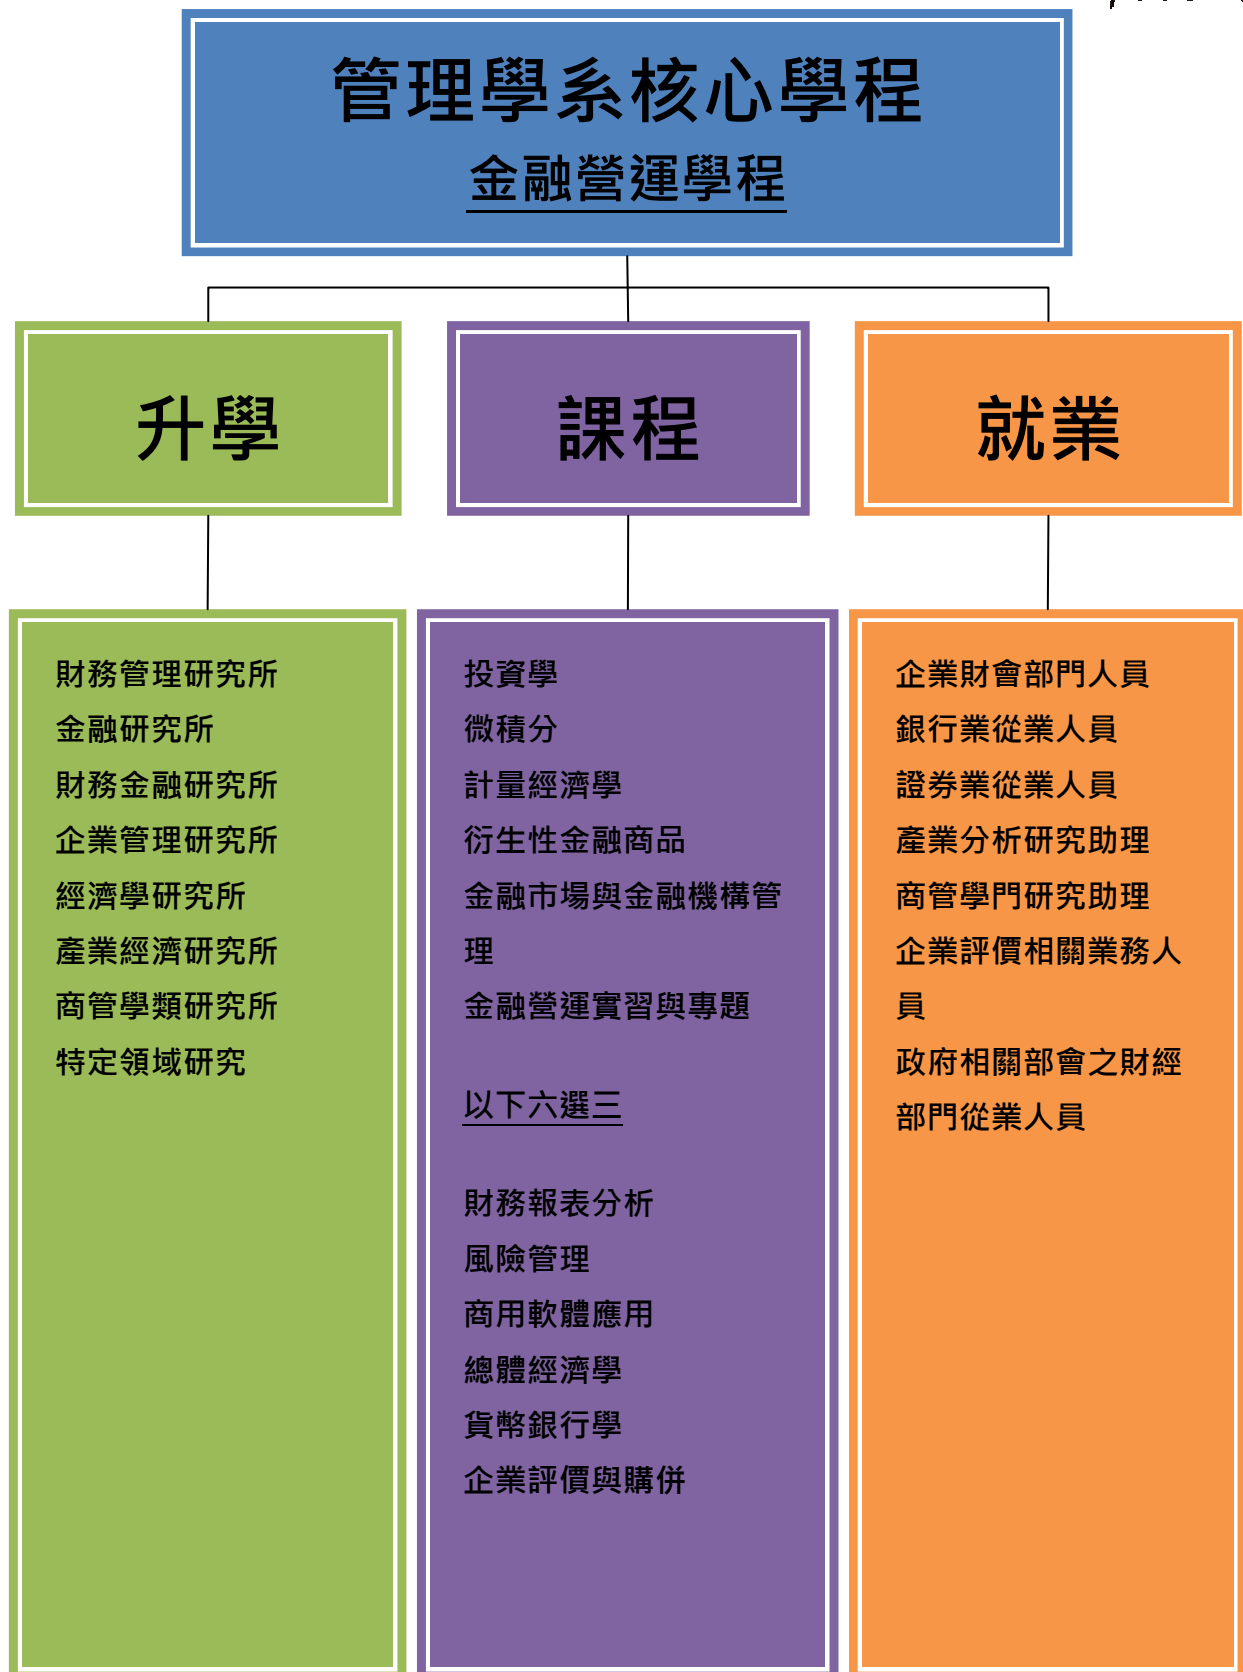 管理學系核心學程
金融營運學程
升學
課程
就業
財務管理研究所
金融研究所
財務金融研究所
企業管理研究所
經濟學研究所
產業經濟研究所
商管學類研究所
特定領域研究
投資學
微積分
計量經濟學
衍生性金融商品
金融市場與金融機構管
理
金融營運實習與專題
以下六選三
財務報表分析
風險管理
商用軟體應用
總體經濟學
貨幣銀行學
企業評價與購併
企業財會部門人員
銀行業從業人員
證券業從業人員
產業分析研究助理
商管學門研究助理
企業評價相關業務人
員
政府相關部會之財經
部門從業人員